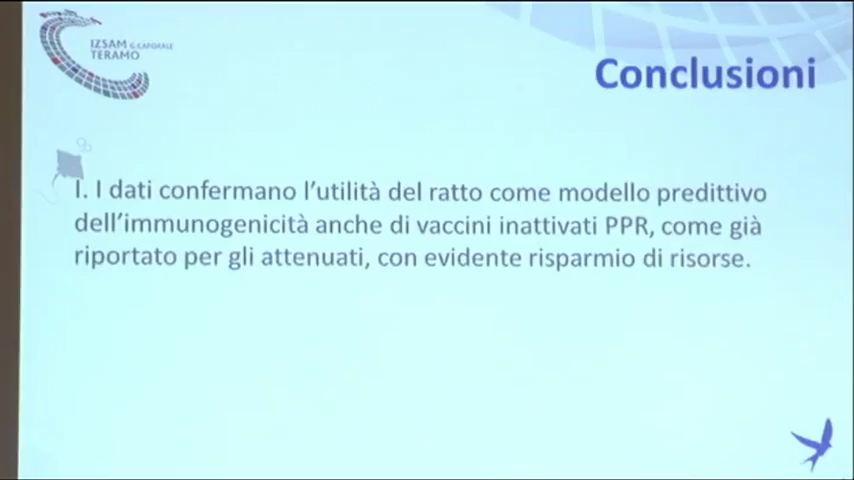 IZSAM G.CAPORALE
TERAMO
Conclusioni
I. I dati confermano l'utilità del ratto come modello predittivo
dell'immunogenicità anche di vaccini inattivati PPR, come già
riportato per gli attenuati, con evidente risparmio di risorse.